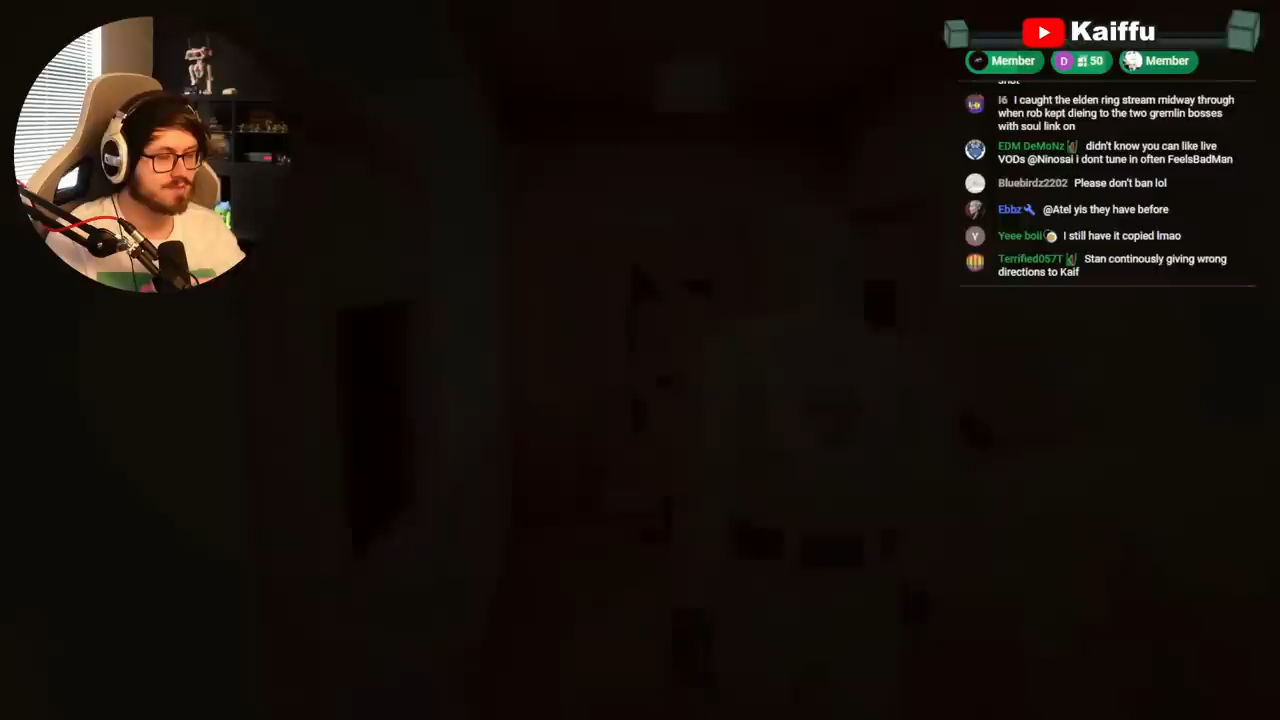 Kaiffu
Member
D
50
Member
I6 I caught the elden ring stream midway through
when rob kept dieing to the two gremlin bosses
with soul link on
EDM DeMoNz didn't know you can like live
VODs @Ninosai i dont tune in often FeelsBadMan
Bluebirdz2202 Please don't ban lol
Ebbz @Atel yis they have before
Y
Yeee boii I still have it copied lmao
Terrified057T Stan continously giving wrong
directions to Kaif